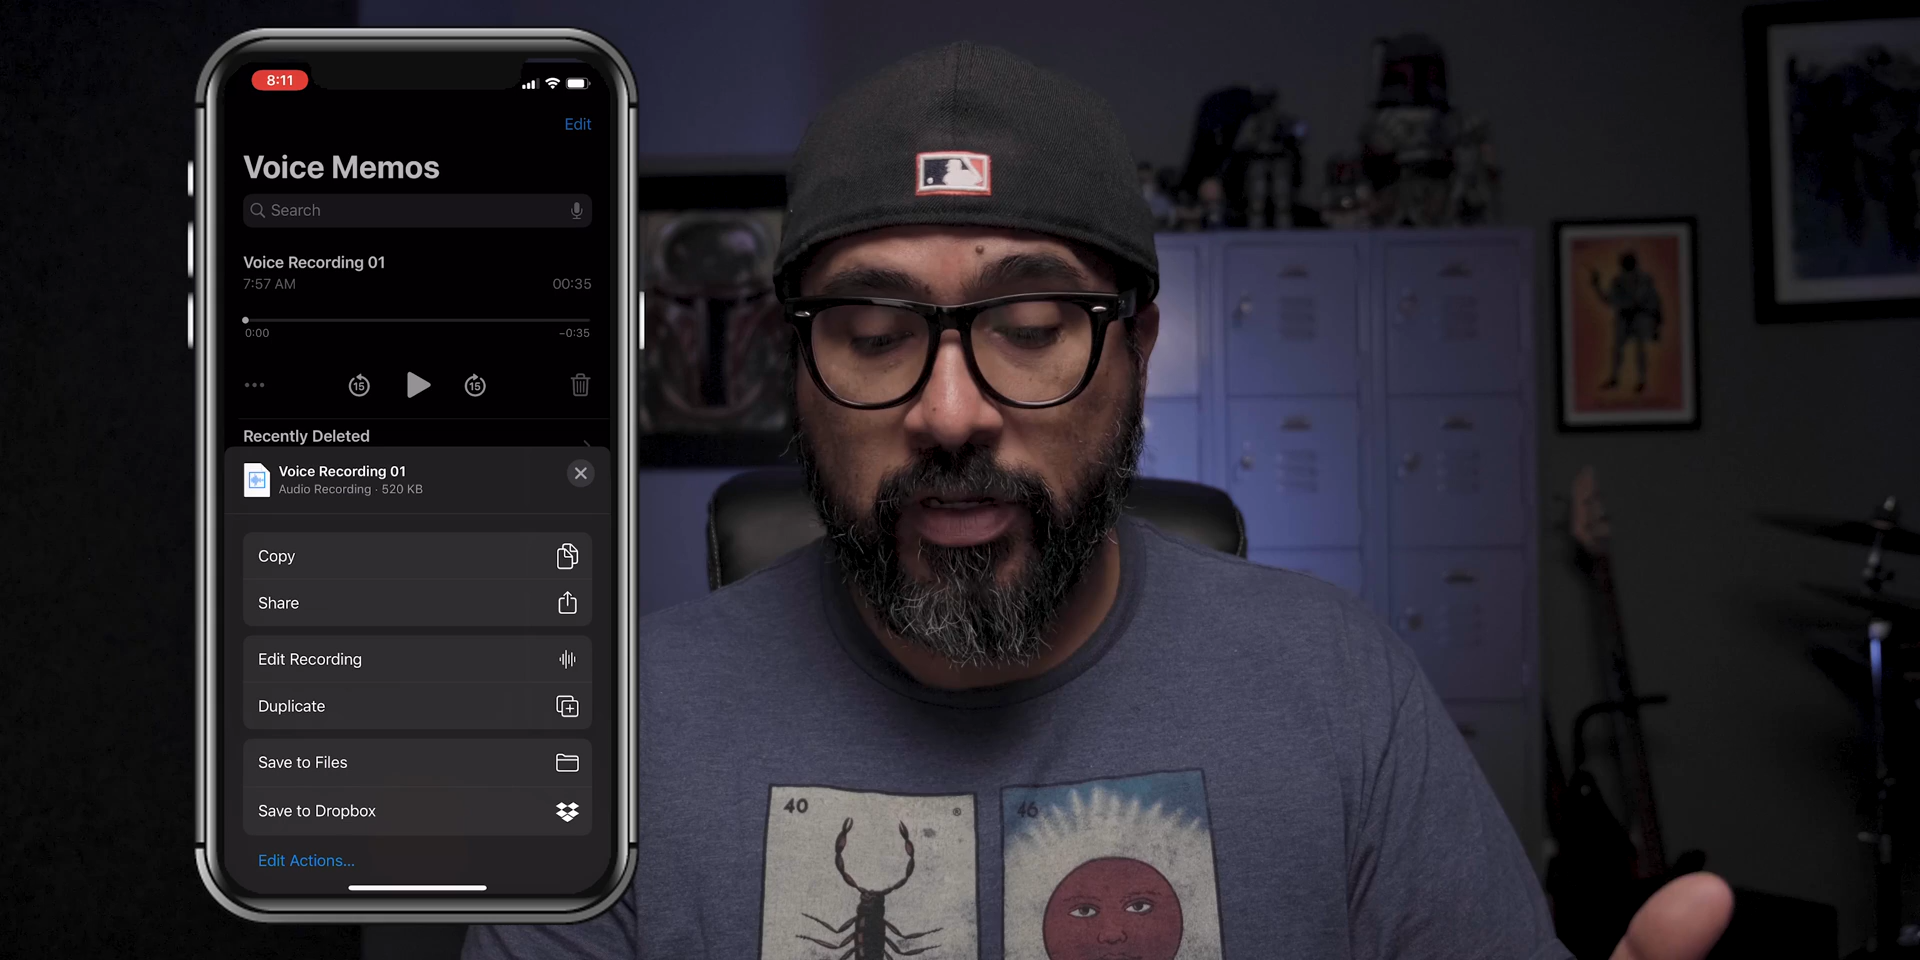 8:11
Edit
Voice Memos
Search
Voice Recording 01
7:57 AM
00:35
0:00
-0:35
15
15
Recently Deleted
Voice Recording 01
Audio Recording · 520 KB
Copy
Share
Edit Recording
Duplicate
Save to Files
Save to Dropbox
Edit Actions...
40
®
46